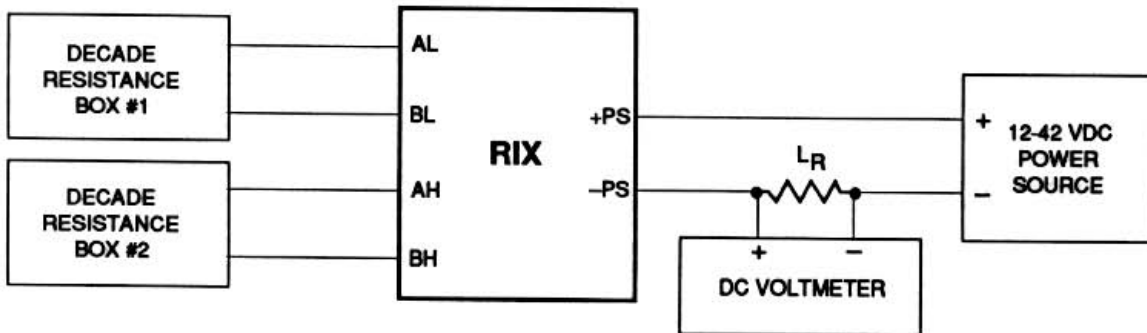 DECADE
RESISTANCE
BOX #1
DECADE
RESISTANCE
BOX #2
AL
BL
AH
BH
RIX
+PS
–PS
LR
+ –
DC VOLTMETER
+
–
12-42 VDC
POWER
SOURCE